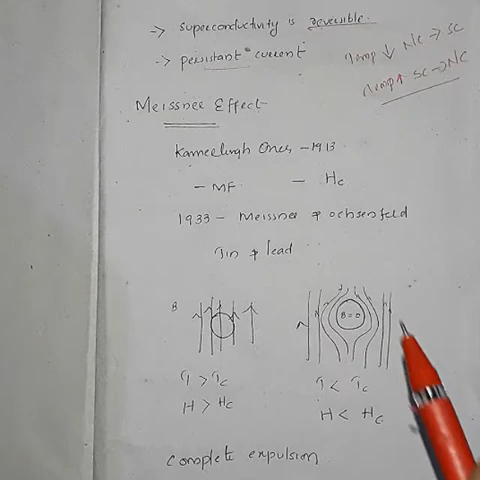 -> superconductivity is reversible.
-> persistant current
Temp ↓ NC → SC
Temp↑ SC → NC
Meissner Effect-
Kamerlingh Ones -1913
- MF - Hc
1933 - Meissner & ochsenfeld
Tin & lead
B
B=0
T > Tc
T < Tc
H > Hc
H < Hc
Complete expulsion